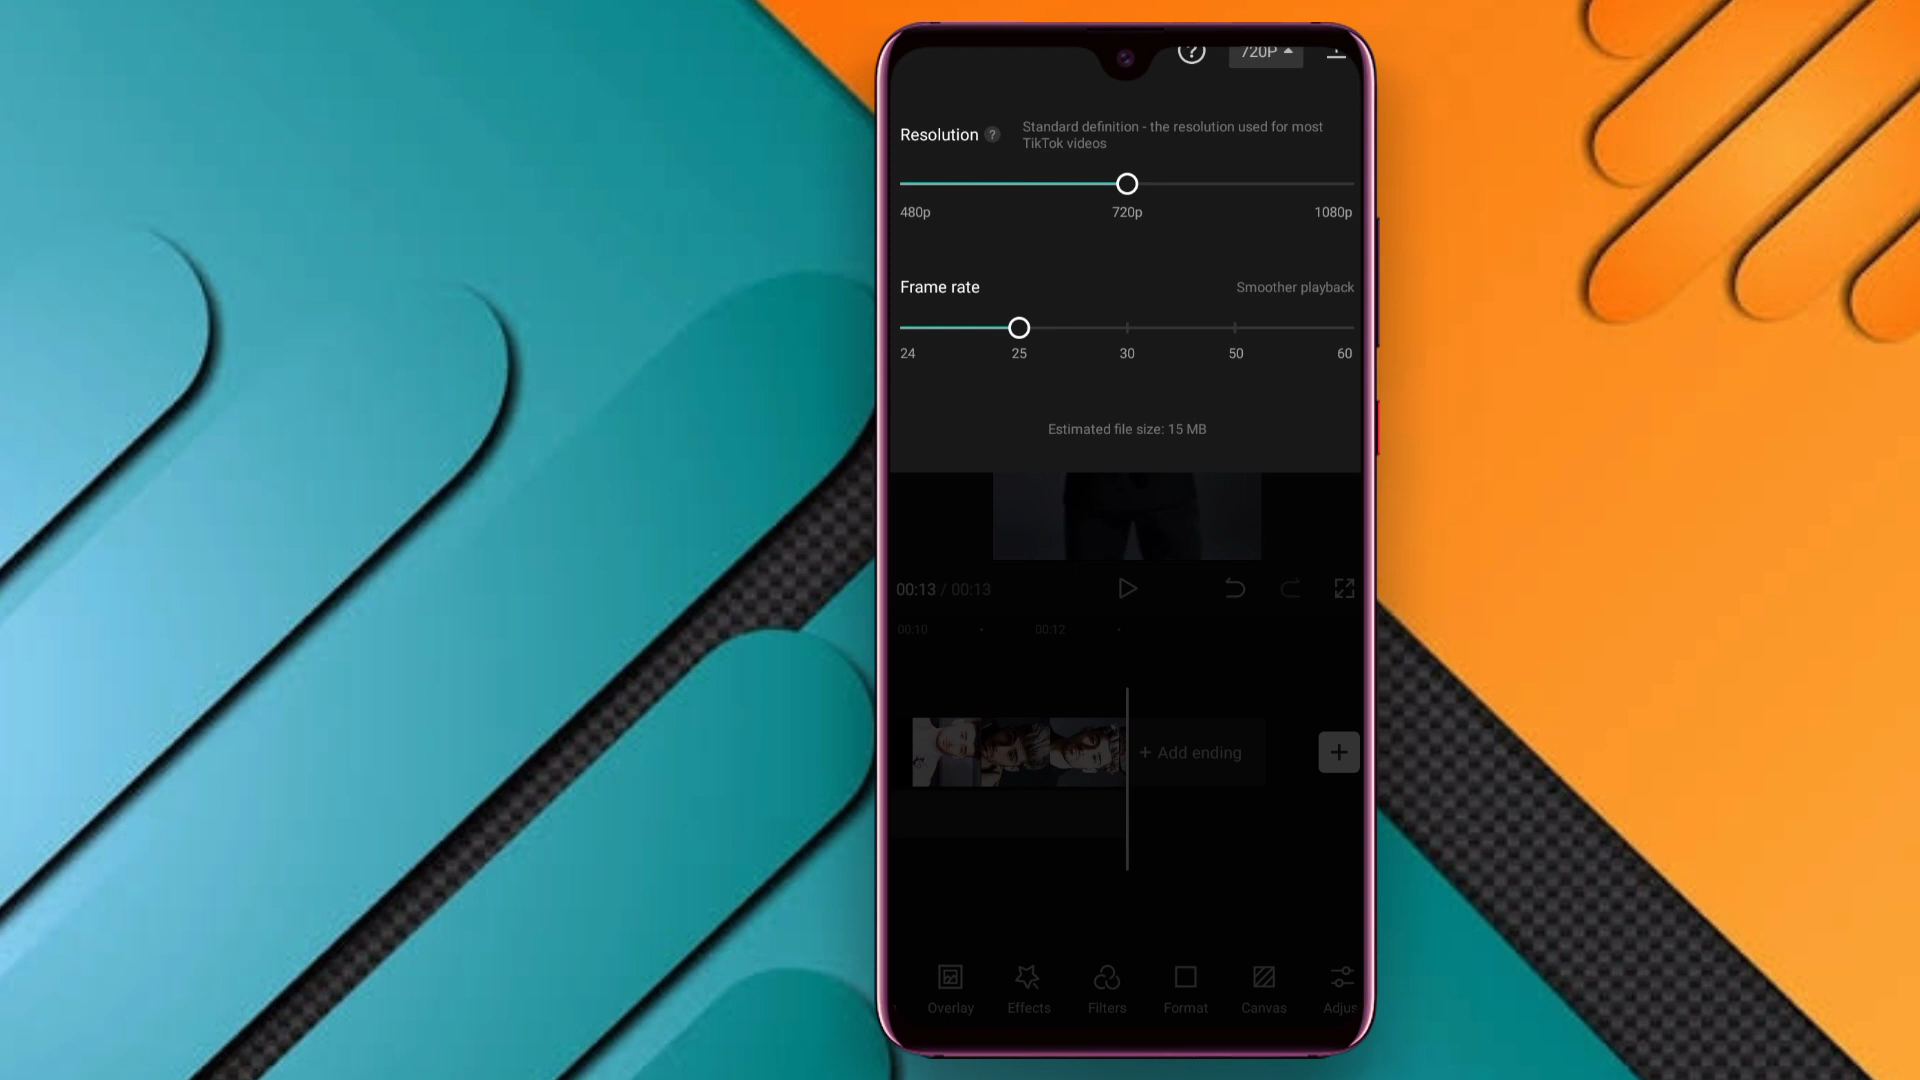 720P
Resolution ?
Standard definition - the resolution used for most
TikTok videos
480p 720p 1080p
Frame rate Smoother playback
24 25 30 50 60
Estimated file size: 15 MB
00:13 / 00:13
00:10 00:12
+ Add ending
Overlay Effects Filters Format Canvas Adjus